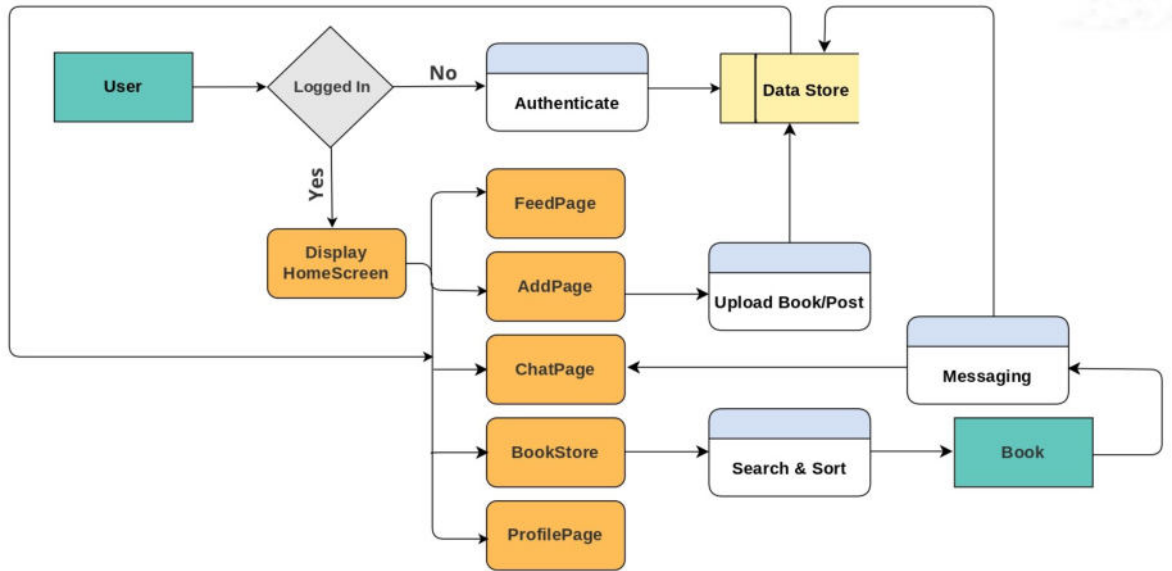 User
Logged In
No
Authenticate
Data Store
Yes
Display
HomeScreen
FeedPage
AddPage
Upload Book/Post
ChatPage
Messaging
BookStore
Search & Sort
Book
ProfilePage